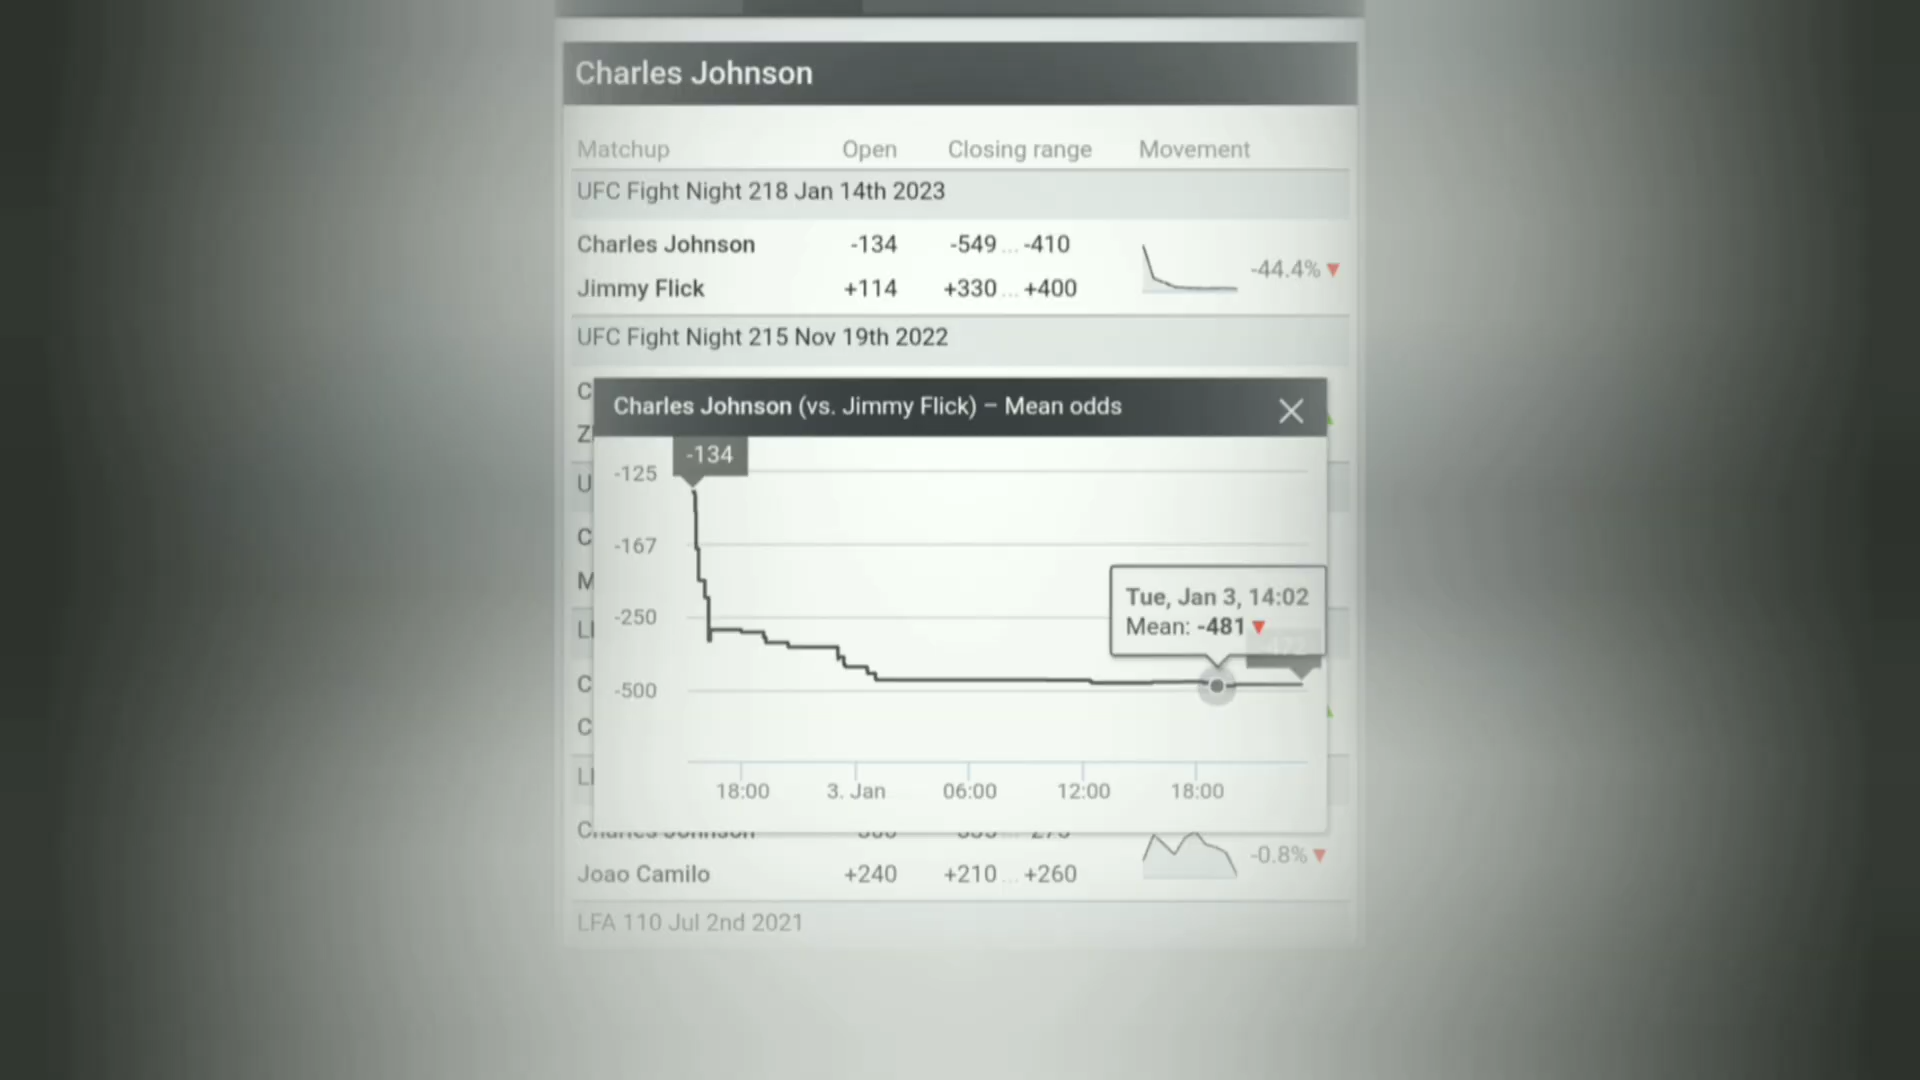 Charles Johnson
Matchup Open Closing range Movement
UFC Fight Night 218 Jan 14th 2023
Charles Johnson -134 -549 ... -410
-44.4% ▼
Jimmy Flick +114 +330 ... +400
UFC Fight Night 215 Nov 19th 2022
Charles Johnson (vs. Jimmy Flick) – Mean odds
-134
-125
-167
Tue, Jan 3, 14:02
-250
Mean: -481 ▼
-500
18:00 3. Jan 06:00 12:00 18:00
Charles Johnson
-0.8% ▼
Joao Camilo +240 +210 ... +260
LFA 110 Jul 2nd 2021